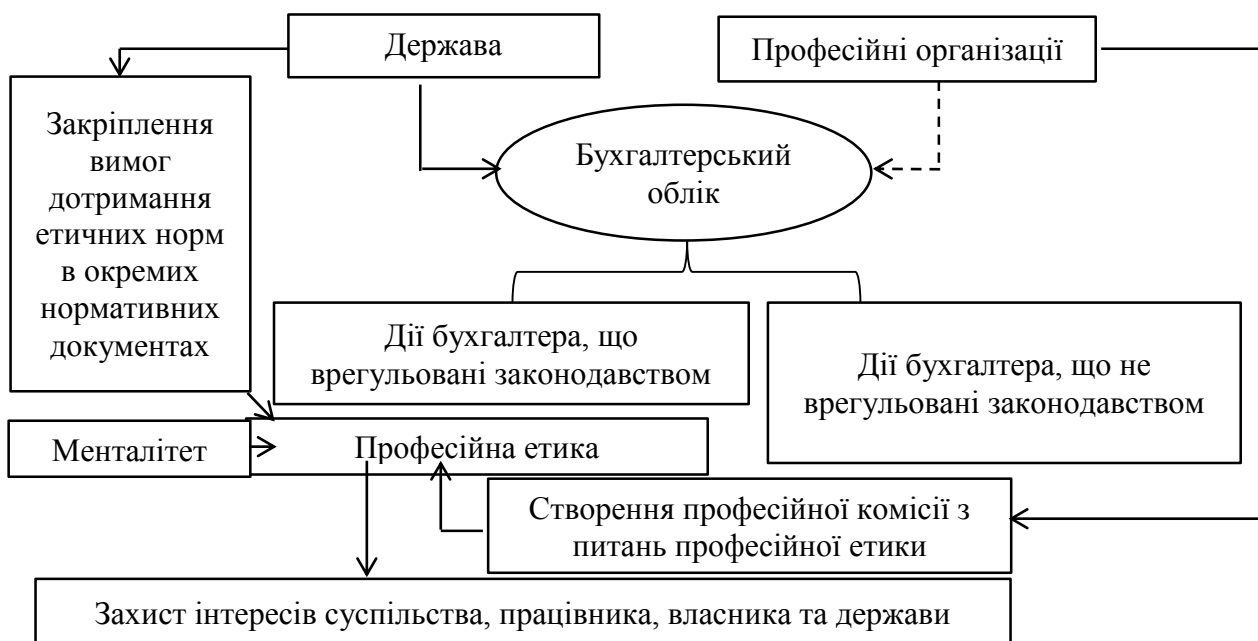 Держава
Професійні організації
Закріплення
вимог
дотримання
етичних норм
в окремих
нормативних
документах
Бухгалтерський
облік
Дії бухгалтера, що
врегульовані законодавством
Дії бухгалтера, що не
врегульовані законодавством
Менталітет
Професійна етика
Створення професійної комісії з
питань професійної етики
Захист інтересів суспільства, працівника, власника та держави